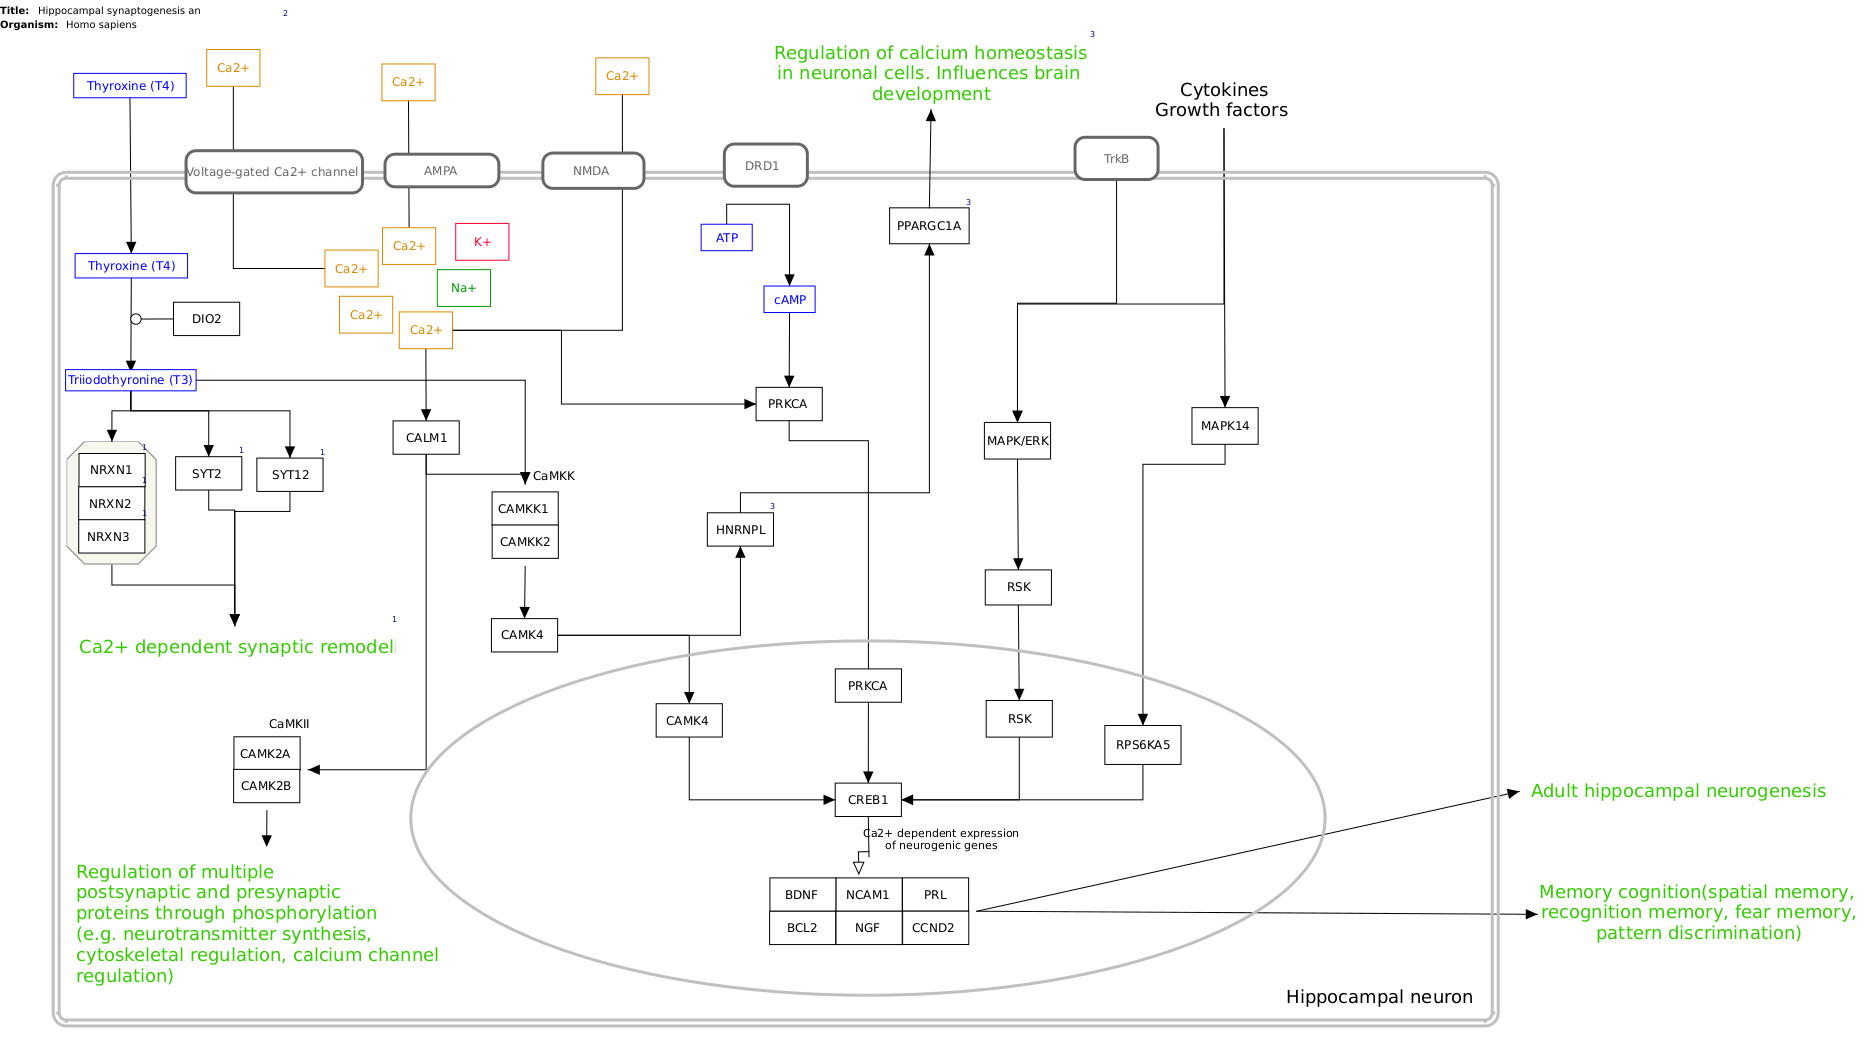 Title: Hippocampal synaptogenesis an
2
Organism: Homo sapiens
3
Regulation of calcium homeostasis
in neuronal cells. Influences brain
development
Ca2+
Ca2+
Ca2+
Thyroxine (T4)
Cytokines
Growth factors
Voltage-gated Ca2+ channel
AMPA
NMDA
DRD1
TrkB
3
PPARGC1A
ATP
K+
Ca2+
Ca2+
Thyroxine (T4)
Na+
cAMP
Ca2+
Ca2+
DIO2
Triiodothyronine (T3)
PRKCA
CALM1
MAPK/ERK
MAPK14
1
1
1
NRXN1
SYT2
SYT12
1
NRXN2
1
NRXN3
CaMKK
CAMKK1
CAMKK2
3
HNRNPL
RSK
CAMK4
1
Ca2+ dependent synaptic remodel
PRKCA
CAMK4
RSK
RPS6KA5
CaMKII
CAMK2A
CAMK2B
CREB1
Ca2+ dependent expression
of neurogenic genes
Adult hippocampal neurogenesis
Regulation of multiple
postsynaptic and presynaptic
proteins through phosphorylation
(e.g. neurotransmitter synthesis,
cytoskeletal regulation, calcium channel
regulation)
BDNF NCAM1 PRL
BCL2 NGF CCND2
Memory cognition(spatial memory,
recognition memory, fear memory,
pattern discrimination)
Hippocampal neuron